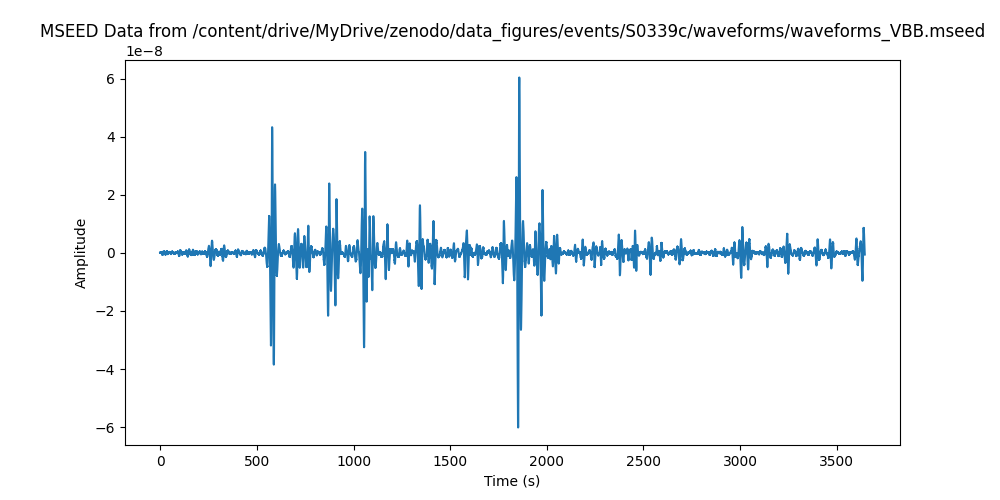 MSEED Data from /content/drive/MyDrive/zenodo/data_figures/events/S0339c/waveforms/waveforms_VBB.mseed
1e−8
6
4
2
0
−2
−4
−6
Amplitude
0 500 1000 1500 2000 2500 3000 3500
Time (s)